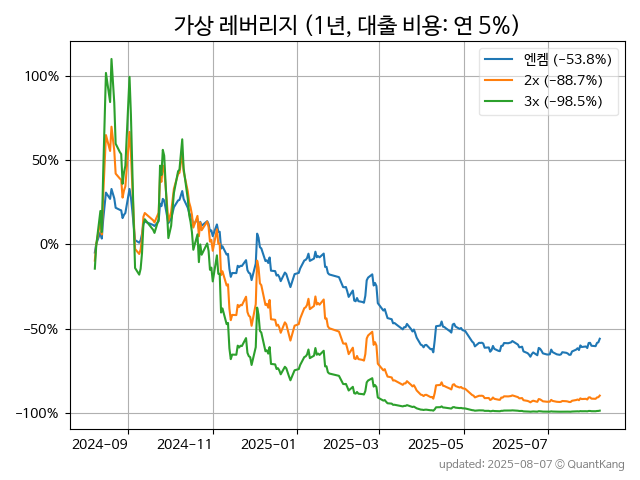 가상 레버리지 (1년, 대출 비용: 연 5%)
엔켐 (−53.8%)
2x (−88.7%)
3x (−98.5%)
100%
50%
0%
−50%
−100%
2024-09
2024-11
2025-01
2025-03
2025-05
2025-07
updated: 2025-08-07 © QuantKang